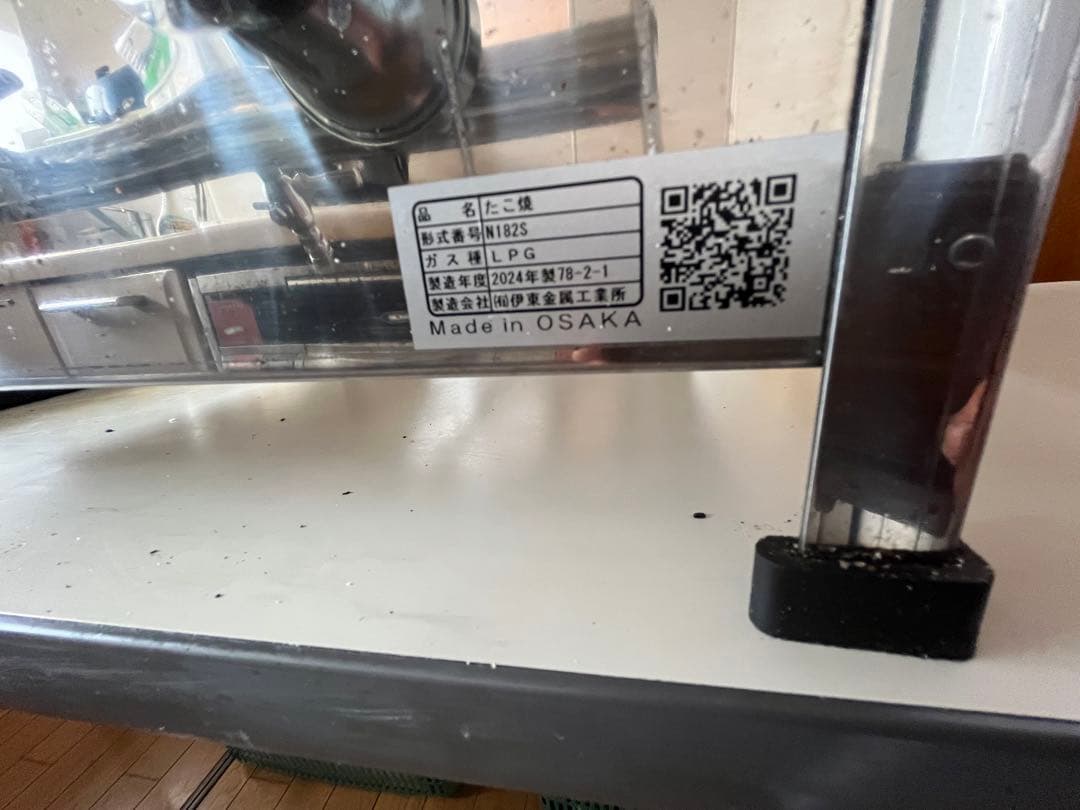 品名 たこ焼
形式番号 N182S
ガス種 LPG
製造年度 2024年製78-2-1
製造会社 ㈲伊東金属工業所
Made in OSAKA